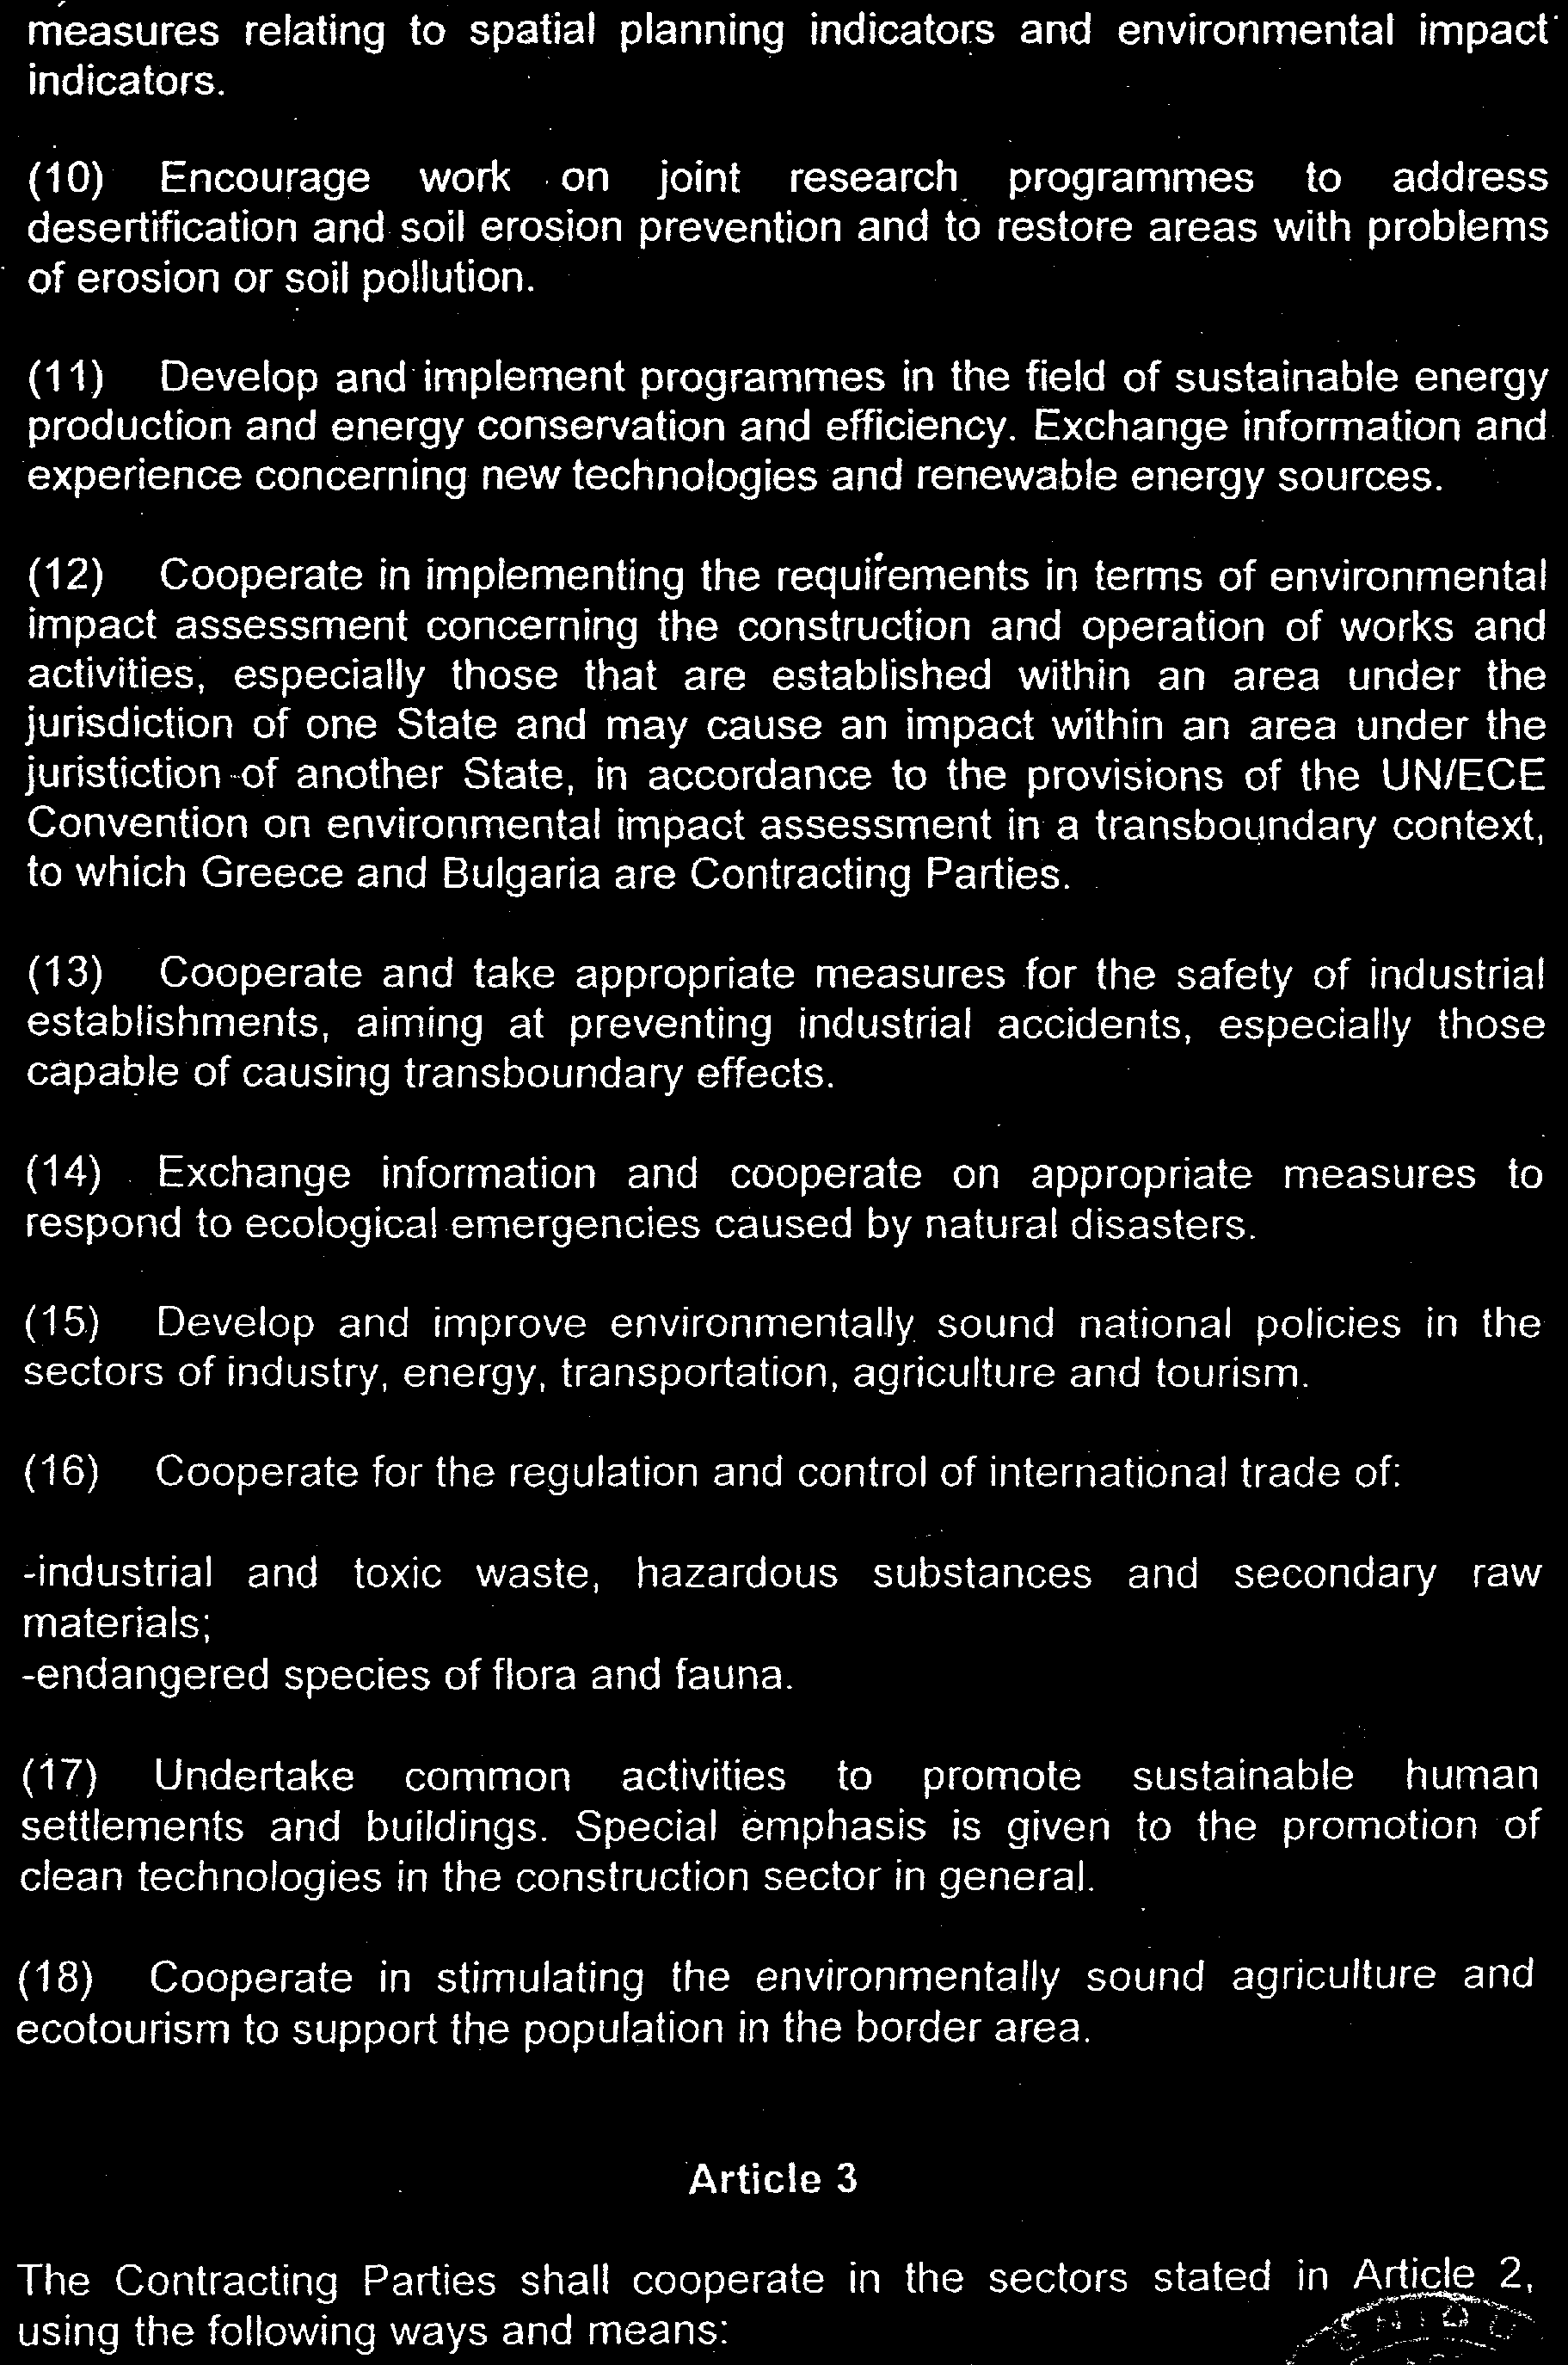 measures relating to spatial planning indicators and environmental impact
indicators.
(10) Encourage work on joint research programmes to address
desertification and soil erosion prevention and to restore areas with problems
of erosion or soil pollution.
(11) Develop and implement programmes in the field of sustainable energy
production and energy conservation and efficiency. Exchange information and
experience concerning new technologies and renewable energy sources.
(12) Cooperate in implementing the requirements in terms of environmental
impact assessment concerning the construction and operation of works and
activities, especially those that are established within an area under the
jurisdiction of one State and may cause an impact within an area under the
juristiction of another State, in accordance to the provisions of the UN/ECE
Convention on environmental impact assessment in a transboundary context,
to which Greece and Bulgaria are Contracting Parties.
(13) Cooperate and take appropriate measures for the safety of industrial
establishments, aiming at preventing industrial accidents, especially those
capable of causing transboundary effects.
(14) Exchange information and cooperate on appropriate measures to
respond to ecological emergencies caused by natural disasters.
(15) Develop and improve environmentally sound national policies in the
sectors of industry, energy, transportation, agriculture and tourism.
(16) Cooperate for the regulation and control of international trade of:
-industrial and toxic waste, hazardous substances and secondary raw
materials;
-endangered species of flora and fauna.
(17) Undertake common activities to promote sustainable human
settlements and buildings. Special emphasis is given to the promotion of
clean technologies in the construction sector in general.
(18) Cooperate in stimulating the environmentally sound agriculture and
ecotourism to support the population in the border area.
Article 3
The Contracting Parties shall cooperate in the sectors stated in Article 2,
using the following ways and means: